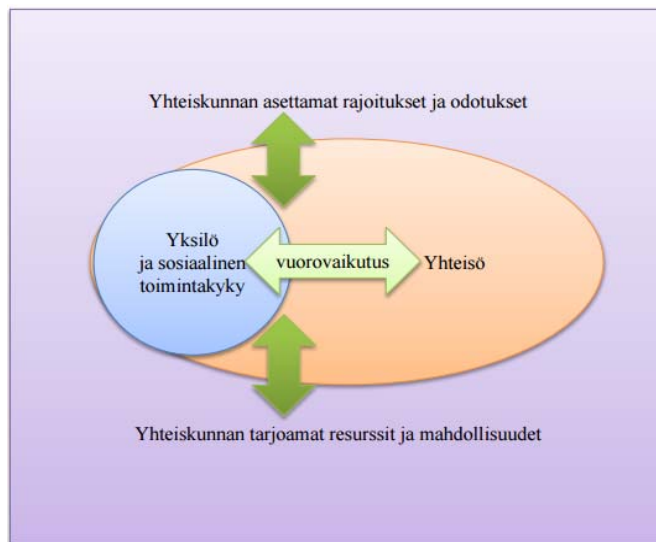 Yhteiskunnan asettamat rajoitukset ja odotukset
Yksilö
ja sosiaalinen
toimintakyky
vuorovaikutus
Yhteisö
Yhteiskunnan tarjoamat resurssit ja mahdollisuudet